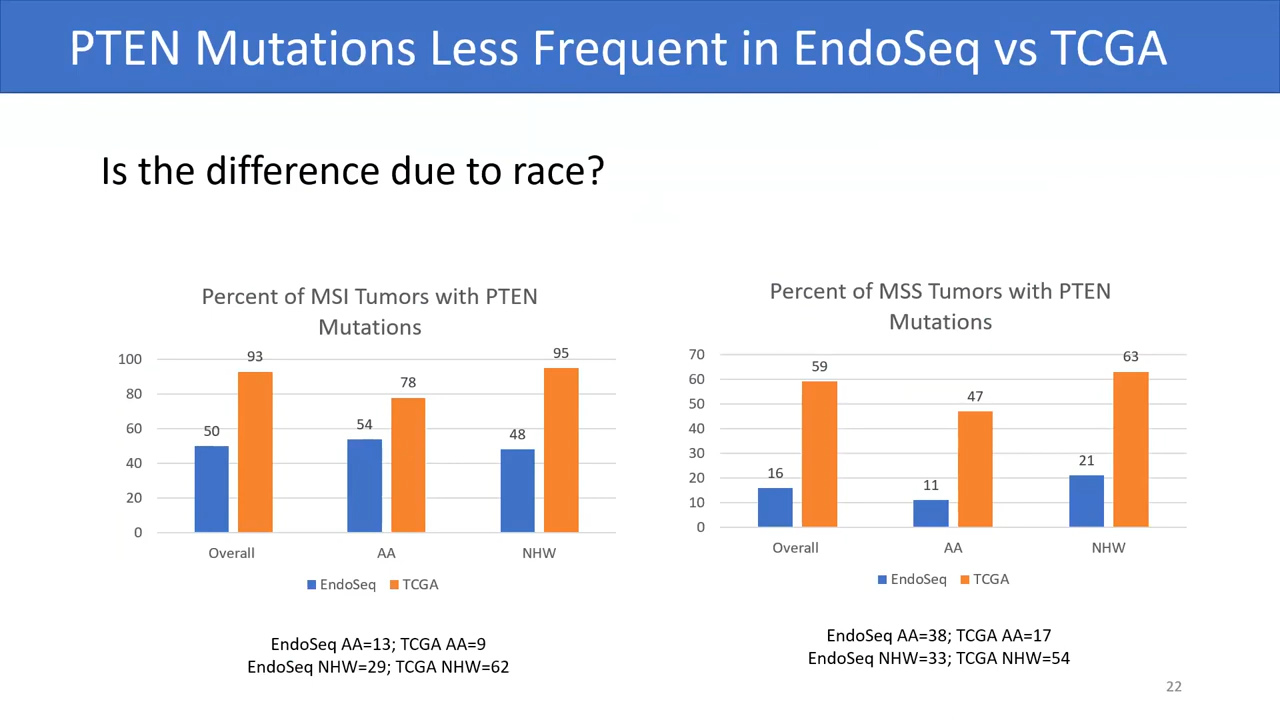 PTEN Mutations Less Frequent in EndoSeq vs TCGA
Is the difference due to race?
Percent of MSI Tumors with PTEN
Mutations
100
80
60
40
20
0
93
50
78
54
95
48
Overall
AA
NHW
EndoSeq
TCGA
EndoSeq AA=13; TCGA AA=9
EndoSeq NHW=29; TCGA NHW=62
Percent of MSS Tumors with PTEN
Mutations
70
60
50
40
30
20
10
0
59
16
47
11
63
21
Overall
AA
NHW
EndoSeq
TCGA
EndoSeq AA=38; TCGA AA=17
EndoSeq NHW=33; TCGA NHW=54
22